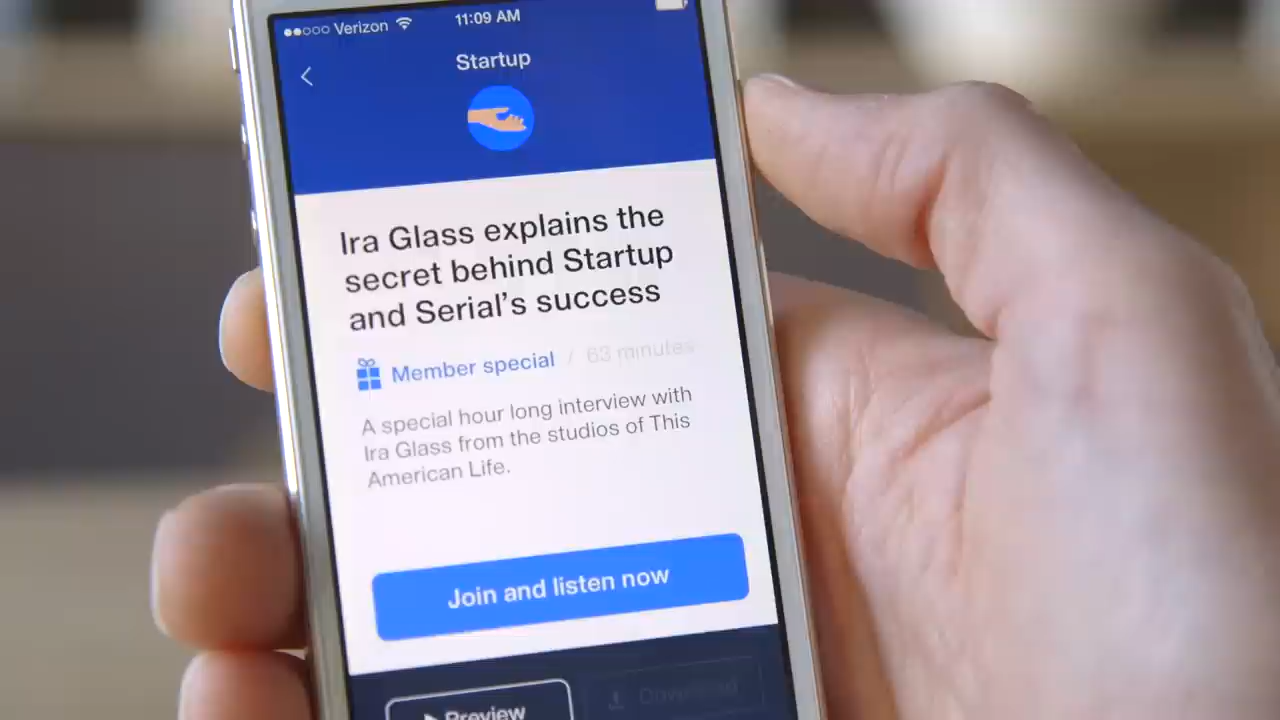 Verizon 11:09 AM
Startup
Ira Glass explains the
secret behind Startup
and Serial's success
Member special / 63 minutes
A special hour long interview with
Ira Glass from the studios of This
American Life.
Join and listen now
Preview Download